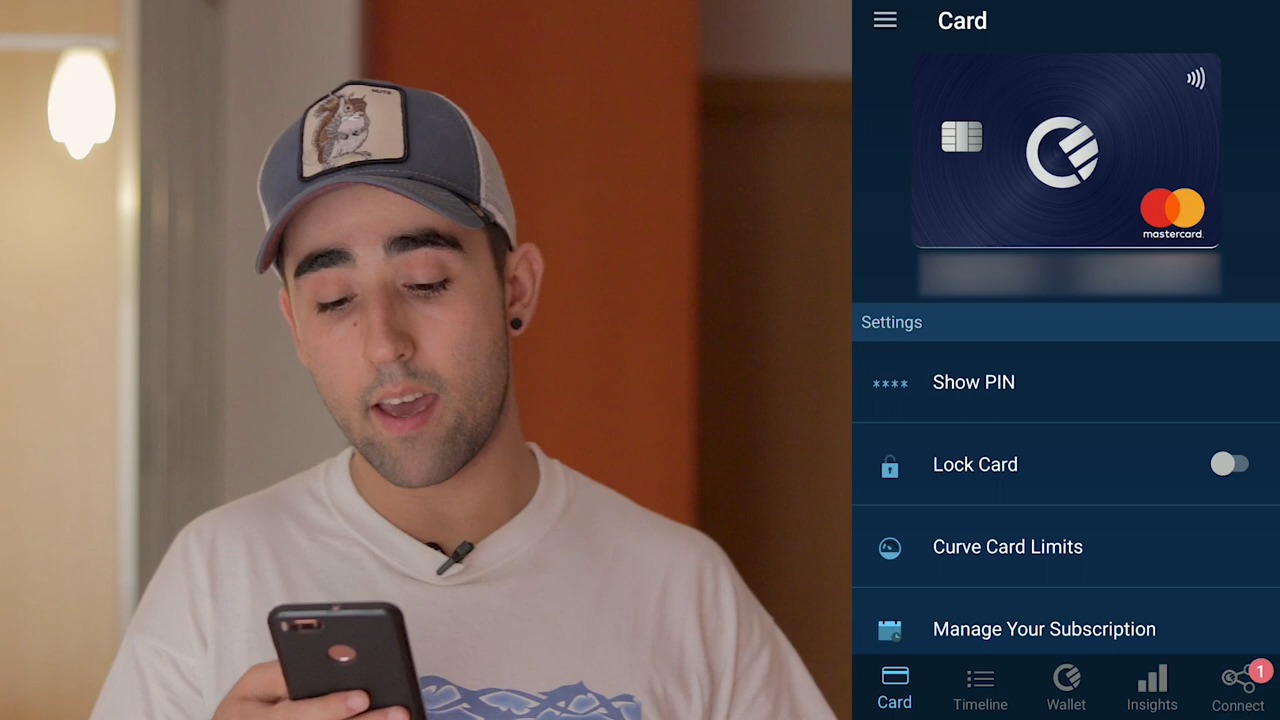 NUTS
Card
mastercard.
Settings
**** Show PIN
Lock Card
Curve Card Limits
Manage Your Subscription
Card Timeline Wallet Insights Connect
1